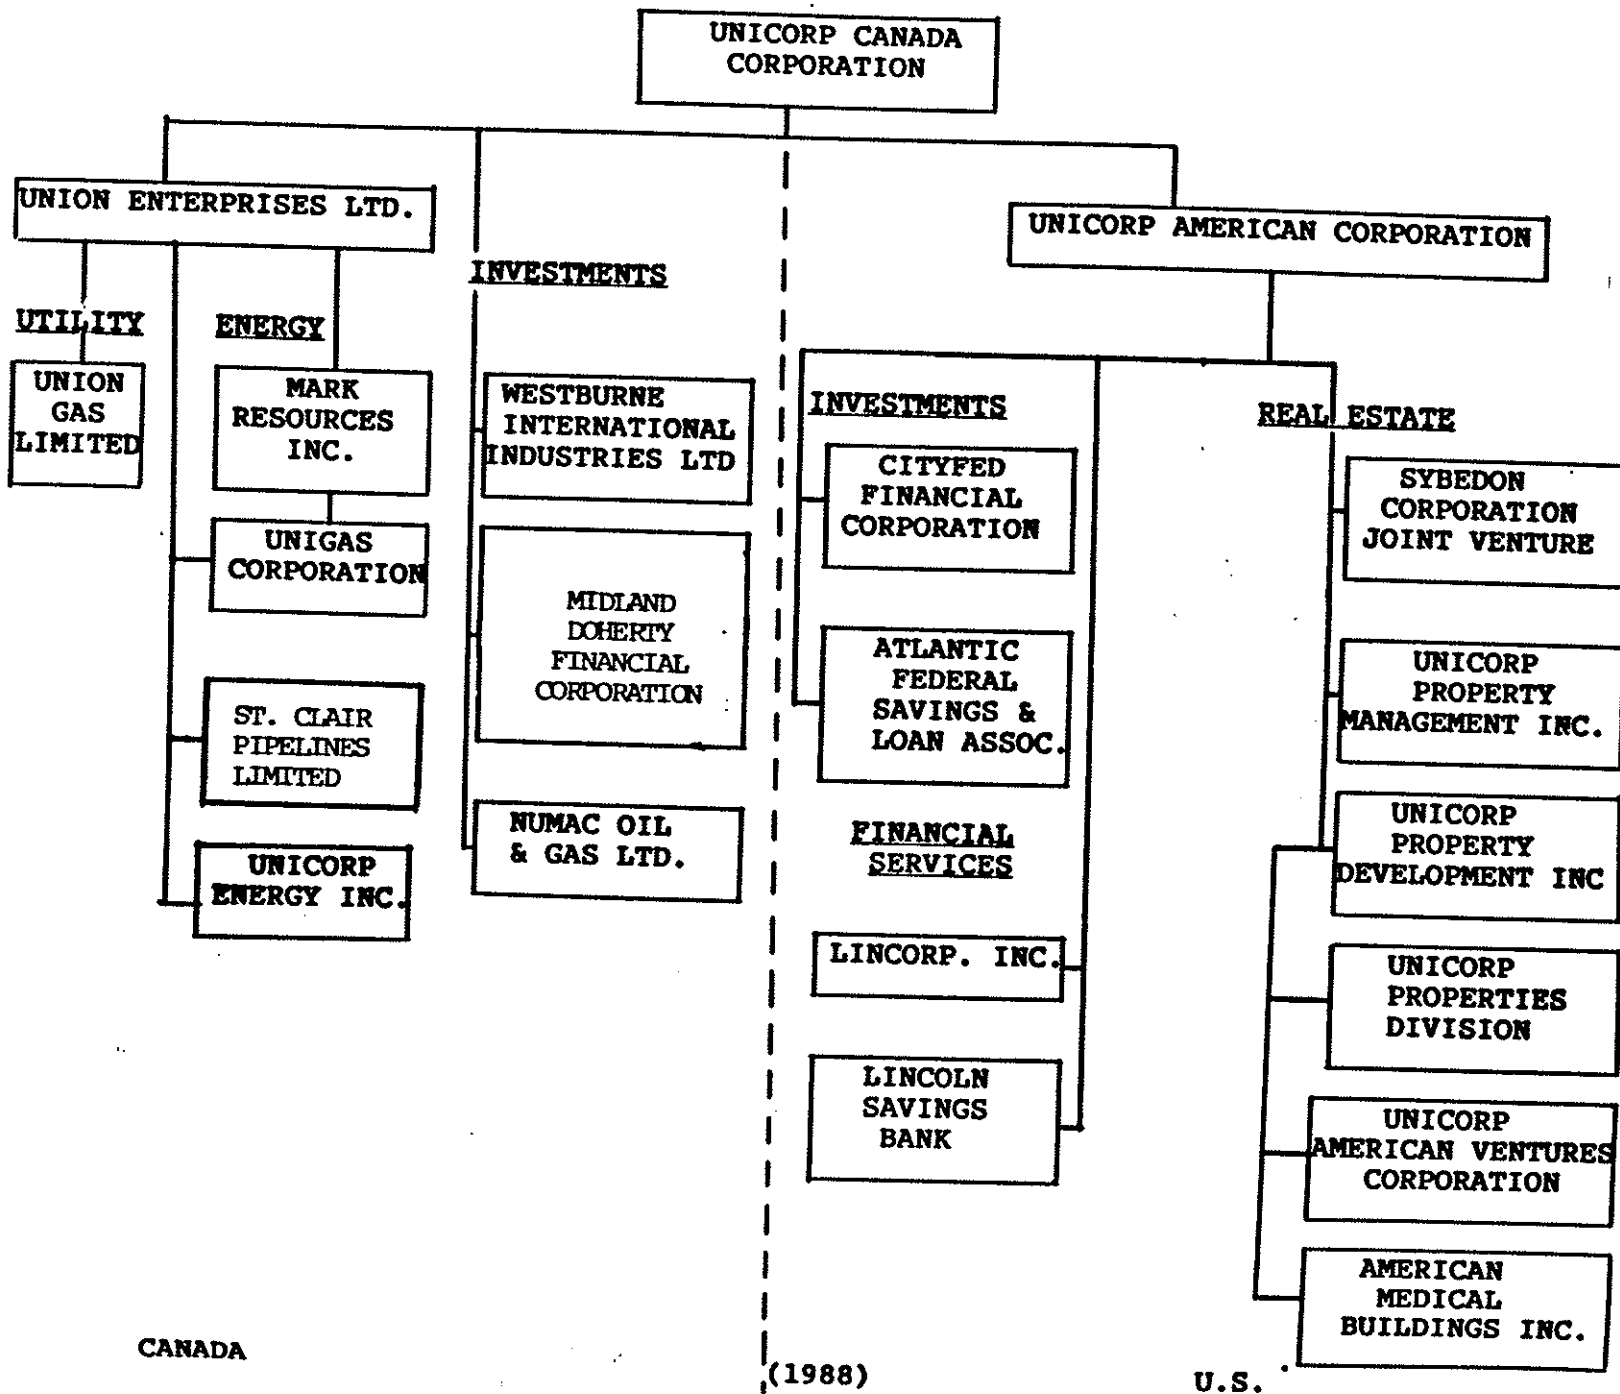 UNICORP CANADA
CORPORATION
UNION ENTERPRISES LTD.
UNICORP AMERICAN CORPORATION
UTILITY
UNION
GAS
LIMITED
ENERGY
MARK
RESOURCES
INC.
UNIGAS
CORPORATION
ST. CLAIR
PIPELINES
LIMITED
UNICORP
ENERGY INC.
INVESTMENTS
WESTBURNE
INTERNATIONAL
INDUSTRIES LTD
MIDLAND
DOHERTY
FINANCIAL
CORPORATION
NUMAC OIL
& GAS LTD.
INVESTMENTS
CITYFED
FINANCIAL
CORPORATION
ATLANTIC
FEDERAL
SAVINGS &
LOAN ASSOC.
FINANCIAL
SERVICES
LINCORP. INC.
LINCOLN
SAVINGS
BANK
REAL ESTATE
SYBEDON
CORPORATION
JOINT VENTURE
UNICORP
PROPERTY
MANAGEMENT INC.
UNICORP
PROPERTY
DEVELOPMENT INC
UNICORP
PROPERTIES
DIVISION
UNICORP
AMERICAN VENTURES
CORPORATION
AMERICAN
MEDICAL
BUILDINGS INC.
CANADA
(1988)
U.S.